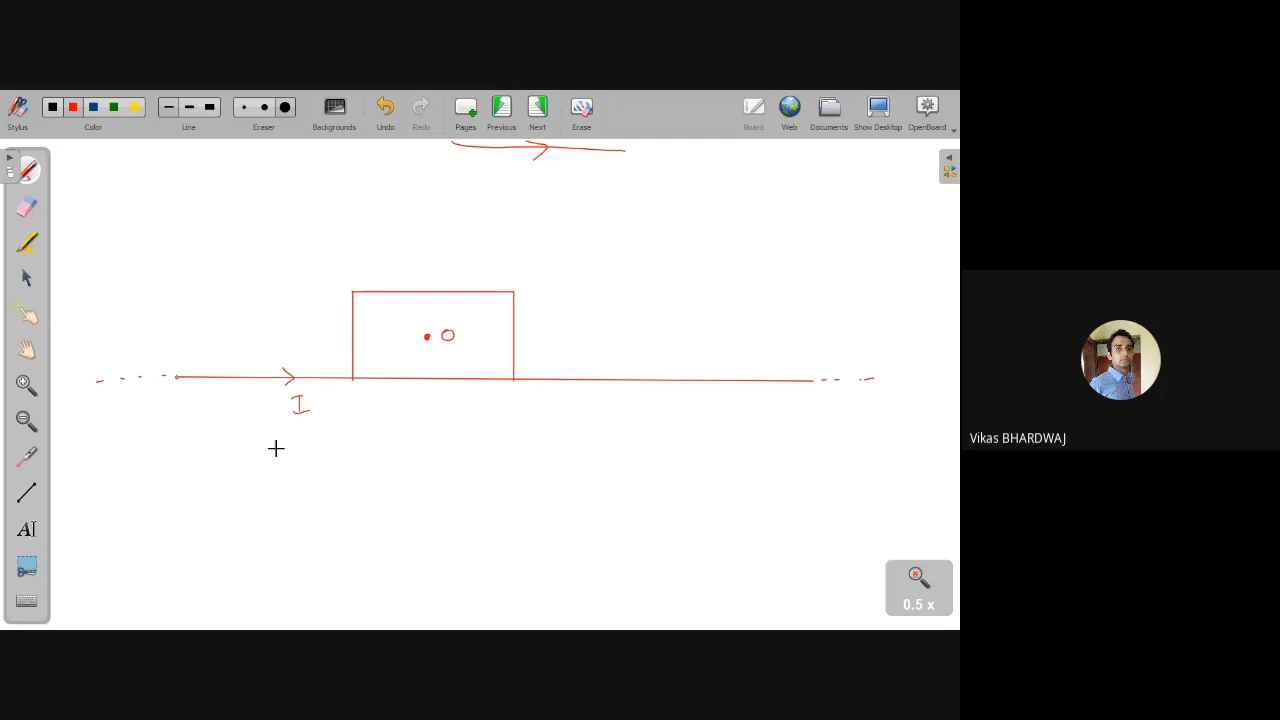 Stylus
Color
Line
Eraser
Backgrounds
Undo
Redo
Pages
Previous
Next
Erase
Board
Web
Documents
Show Desktop
OpenBoard
O
I
AI
0.5 x
Vikas BHARDWAJ